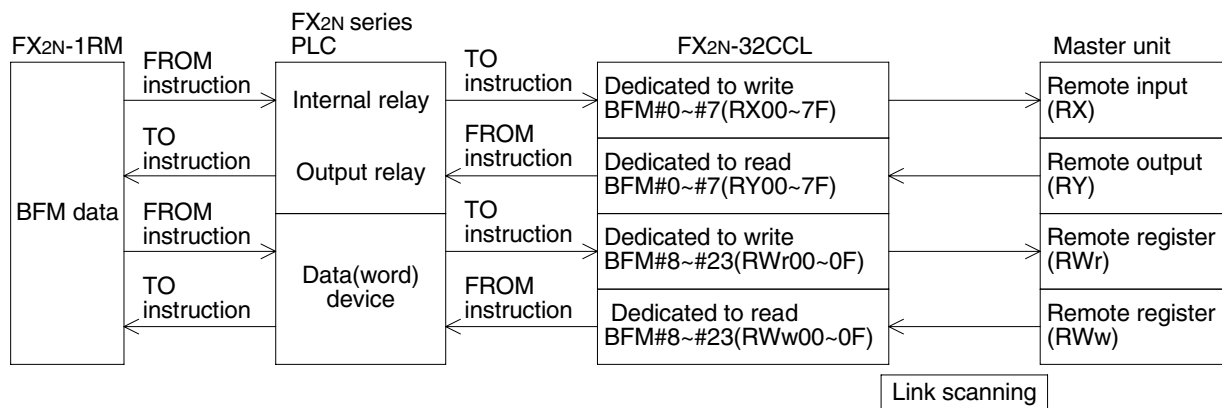 FX2N-1RM
FX2N series
PLC
FX2N-32CCL
Master unit
BFM data
FROM
instruction
TO
instruction
FROM
instruction
TO
instruction
Internal relay
Output relay
Data(word)
device
TO
instruction
FROM
instruction
TO
instruction
FROM
instruction
Dedicated to write
BFM#0~#7(RX00~7F)
Dedicated to read
BFM#0~#7(RY00~7F)
Dedicated to write
BFM#8~#23(RWr00~0F)
Dedicated to read
BFM#8~#23(RWw00~0F)
Remote input
(RX)
Remote output
(RY)
Remote register
(RWr)
Remote register
(RWw)
Link scanning